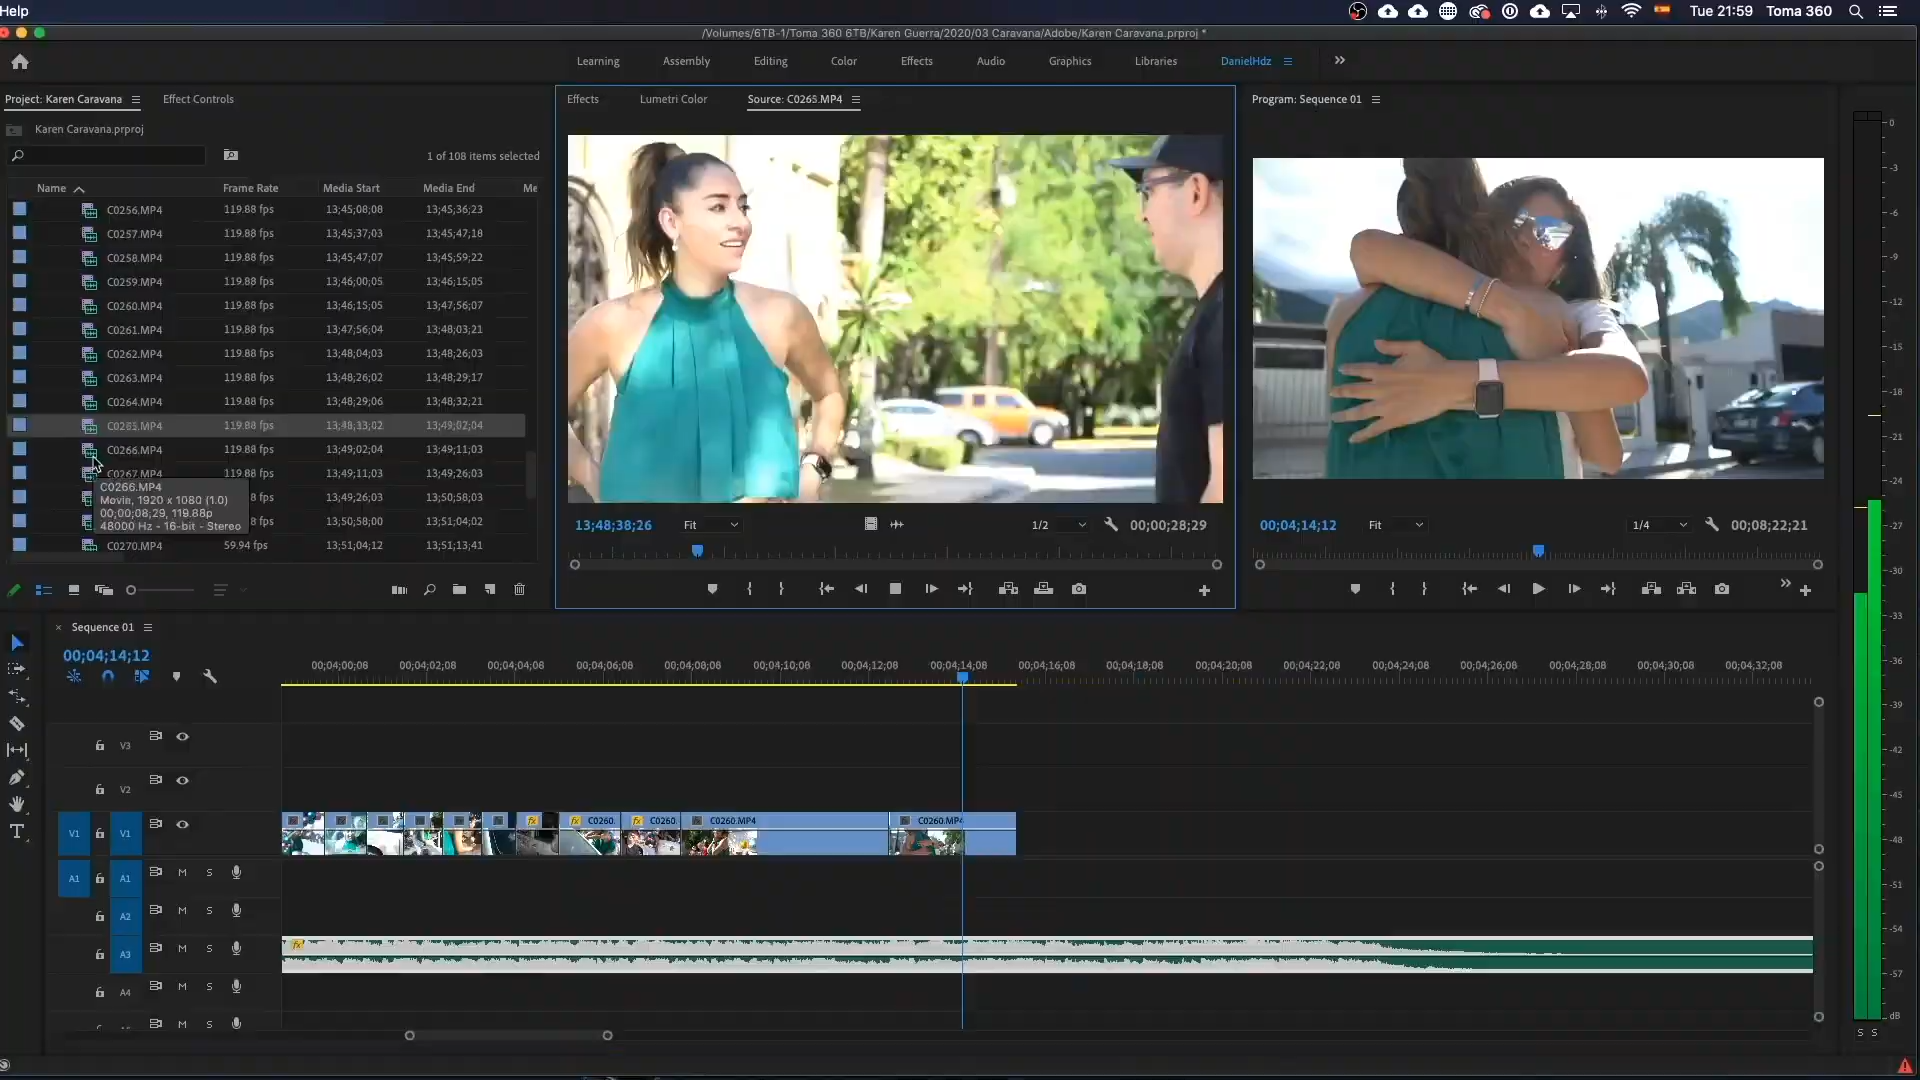 Help
Tue 21:59 Toma 360
/Volumes/6TB-1/Toma 360 6TB/Karen Guerra/2020/03 Caravana/Adobe/Karen Caravana.prproj *
Learning Assembly Editing Color Effects Audio Graphics Libraries DanielHdz
Project: Karen Caravana Effect Controls
Karen Caravana.prproj
1 of 108 items selected
Name Frame Rate Media Start Media End Me
C0256.MP4 119.88 fps 13;45;08;08 13;45;36;23
C0257.MP4 119.88 fps 13;45;37;03 13;45;47;18
C0258.MP4 119.88 fps 13;45;47;07 13;45;59;22
C0259.MP4 119.88 fps 13;46;00;05 13;46;15;05
C0260.MP4 119.88 fps 13;46;15;05 13;47;56;07
C0261.MP4 119.88 fps 13;47;56;04 13;48;03;21
C0262.MP4 119.88 fps 13;48;04;03 13;48;26;03
C0263.MP4 119.88 fps 13;48;26;02 13;48;29;17
C0264.MP4 119.88 fps 13;48;29;06 13;48;32;21
C0265.MP4 119.88 fps 13;48;33;02 13;49;02;04
C0266.MP4 119.88 fps 13;49;02;04 13;49;11;03
C0267.MP4 119.88 fps 13;49;11;03 13;49;26;03
8 fps 13;49;26;03 13;50;58;03
8 fps 13;50;58;00 13;51;04;02
C0270.MP4 59.94 fps 13;51;04;12 13;51;13;41
C0266.MP4
Movie, 1920 x 1080 (1.0)
00;00;08;29, 119.88p
48000 Hz - 16-bit - Stereo
Effects Lumetri Color Source: C0265.MP4
13;48;38;26 Fit 1/2 00;00;28;29
Program: Sequence 01
00;04;14;12 Fit 1/4 00;08;22;21
Sequence 01
00;04;14;12
00;04;00;08 00;04;02;08 00;04;04;08 00;04;06;08 00;04;08;08 00;04;10;08 00;04;12;08 00;04;14;08 00;04;16;08 00;04;18;08 00;04;20;08 00;04;22;08 00;04;24;08 00;04;26;08 00;04;28;08 00;04;30;08 00;04;32;08
V3
V2
V1 V1
fx fx C0260. fx C0260. C0260.MP4 C0260.MP4
A1 A1 M S
A2 M S
A3 M S
fx
A4 M S
M S
0
-3
-6
-9
-12
-15
-18
-21
-24
-27
-30
-33
-36
-39
-42
-45
-48
-51
-54
-57
dB
S S